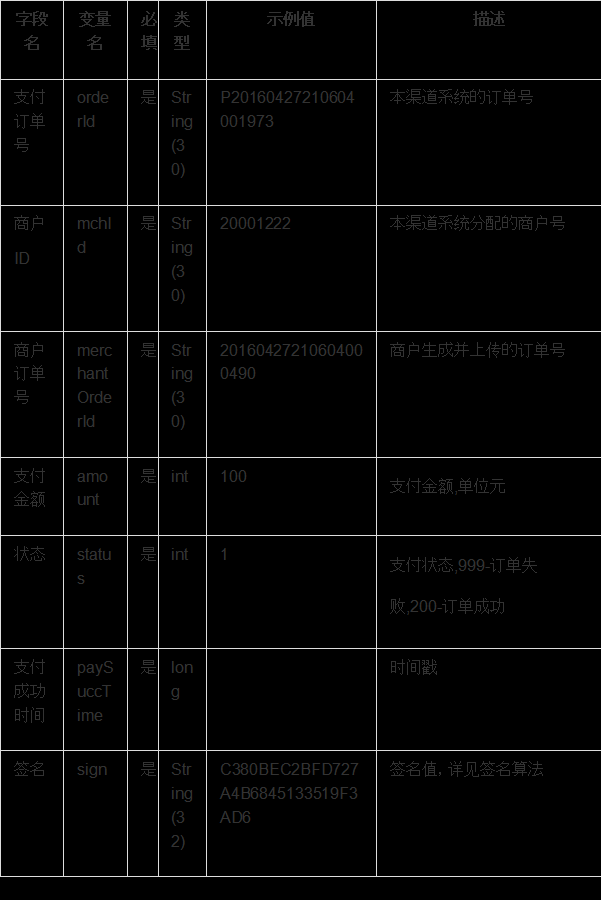 字段名 变量名 必填 类型 示例值 描述
支付订单号 orderId 是 String(30) P20160427210604001973 本渠道系统的订单号
商户ID mchId 是 String(30) 20001222 本渠道系统分配的商户号
商户订单号 merchantOrderId 是 String(30) 20160427210604000490 商户生成并上传的订单号
支付金额 amount 是 int 100 支付金额,单位元
状态 status 是 int 1 支付状态,999-订单失败,200-订单成功
支付成功时间 paySuccTime 是 long 时间戳
签名 sign 是 String(32) C380BEC2BFD727A4B6845133519F3AD6 签名值，详见签名算法